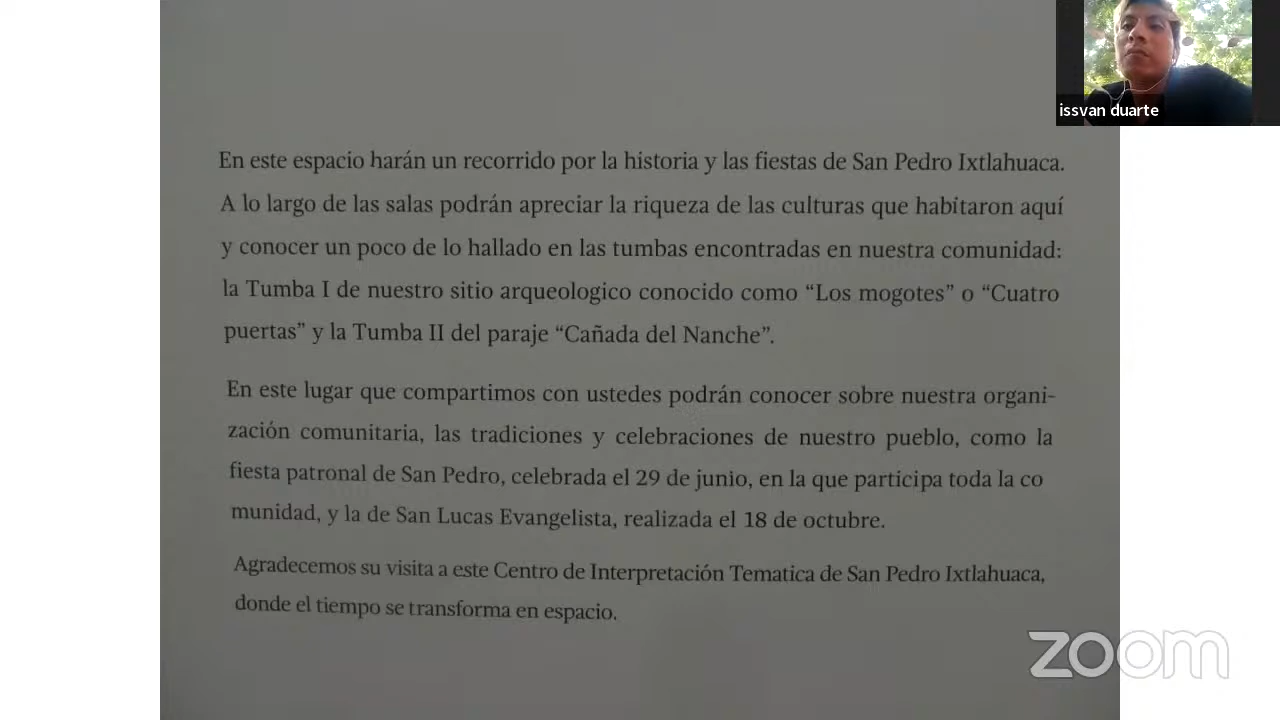 issvan duarte
En este espacio harán un recorrido por la historia y las fiestas de San Pedro Ixtlahuaca.
A lo largo de las salas podrán apreciar la riqueza de las culturas que habitaron aquí
y conocer un poco de lo hallado en las tumbas encontradas en nuestra comunidad:
la Tumba I de nuestro sitio arqueologico conocido como “Los mogotes” o “Cuatro
puertas” y la Tumba II del paraje “Cañada del Nanche”.
En este lugar que compartimos con ustedes podrán conocer sobre nuestra organi-
zación comunitaria, las tradiciones y celebraciones de nuestro pueblo, como la
fiesta patronal de San Pedro, celebrada el 29 de junio, en la que participa toda la co
munidad, y la de San Lucas Evangelista, realizada el 18 de octubre.
Agradecemos su visita a este Centro de Interpretación Tematica de San Pedro Ixtlahuaca,
donde el tiempo se transforma en espacio.
zoom